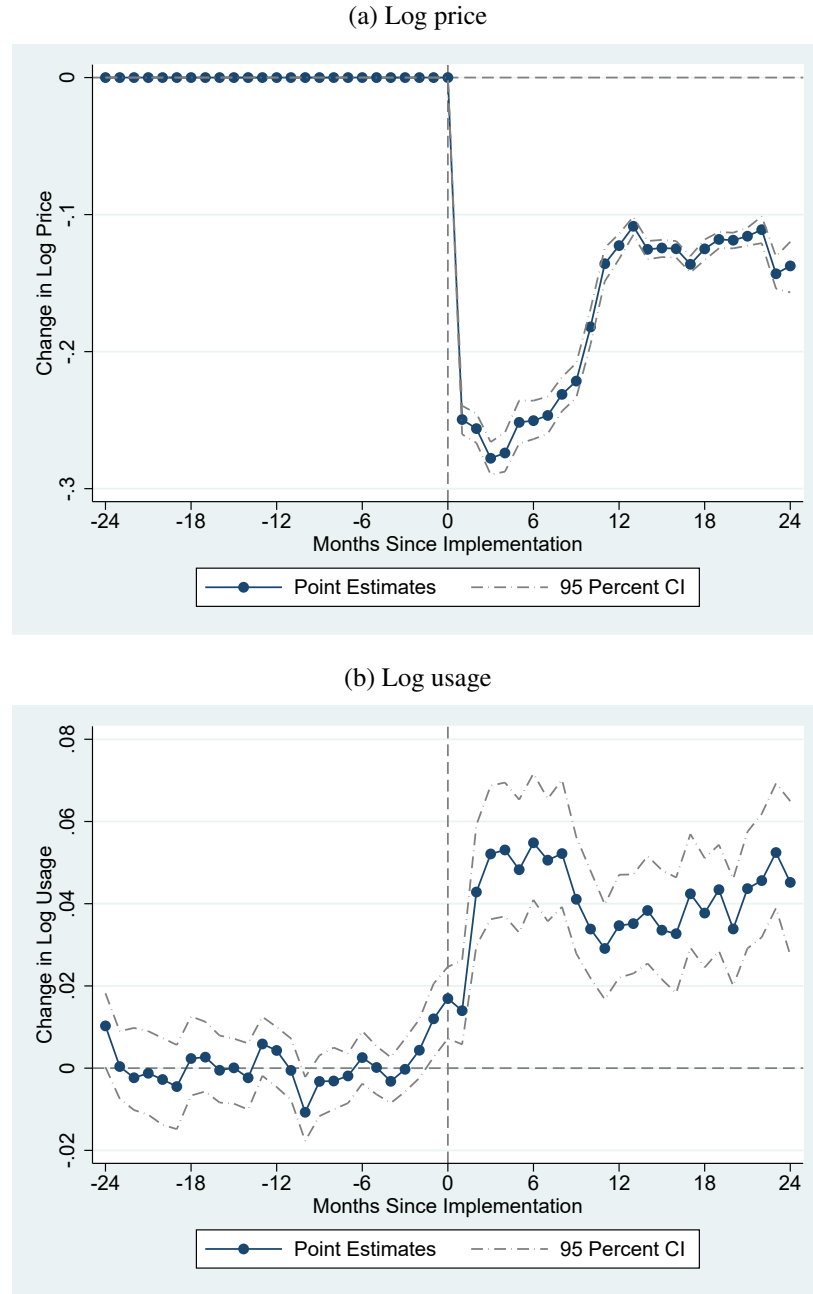 (a) Log price
0
-.1
-.2
-.3
Change in Log Price
-24 -18 -12 -6 0 6 12 18 24
Months Since Implementation
Point Estimates 95 Percent CI
(b) Log usage
.08
.06
.04
.02
0
-.02
Change in Log Usage
-24 -18 -12 -6 0 6 12 18 24
Months Since Implementation
Point Estimates 95 Percent CI